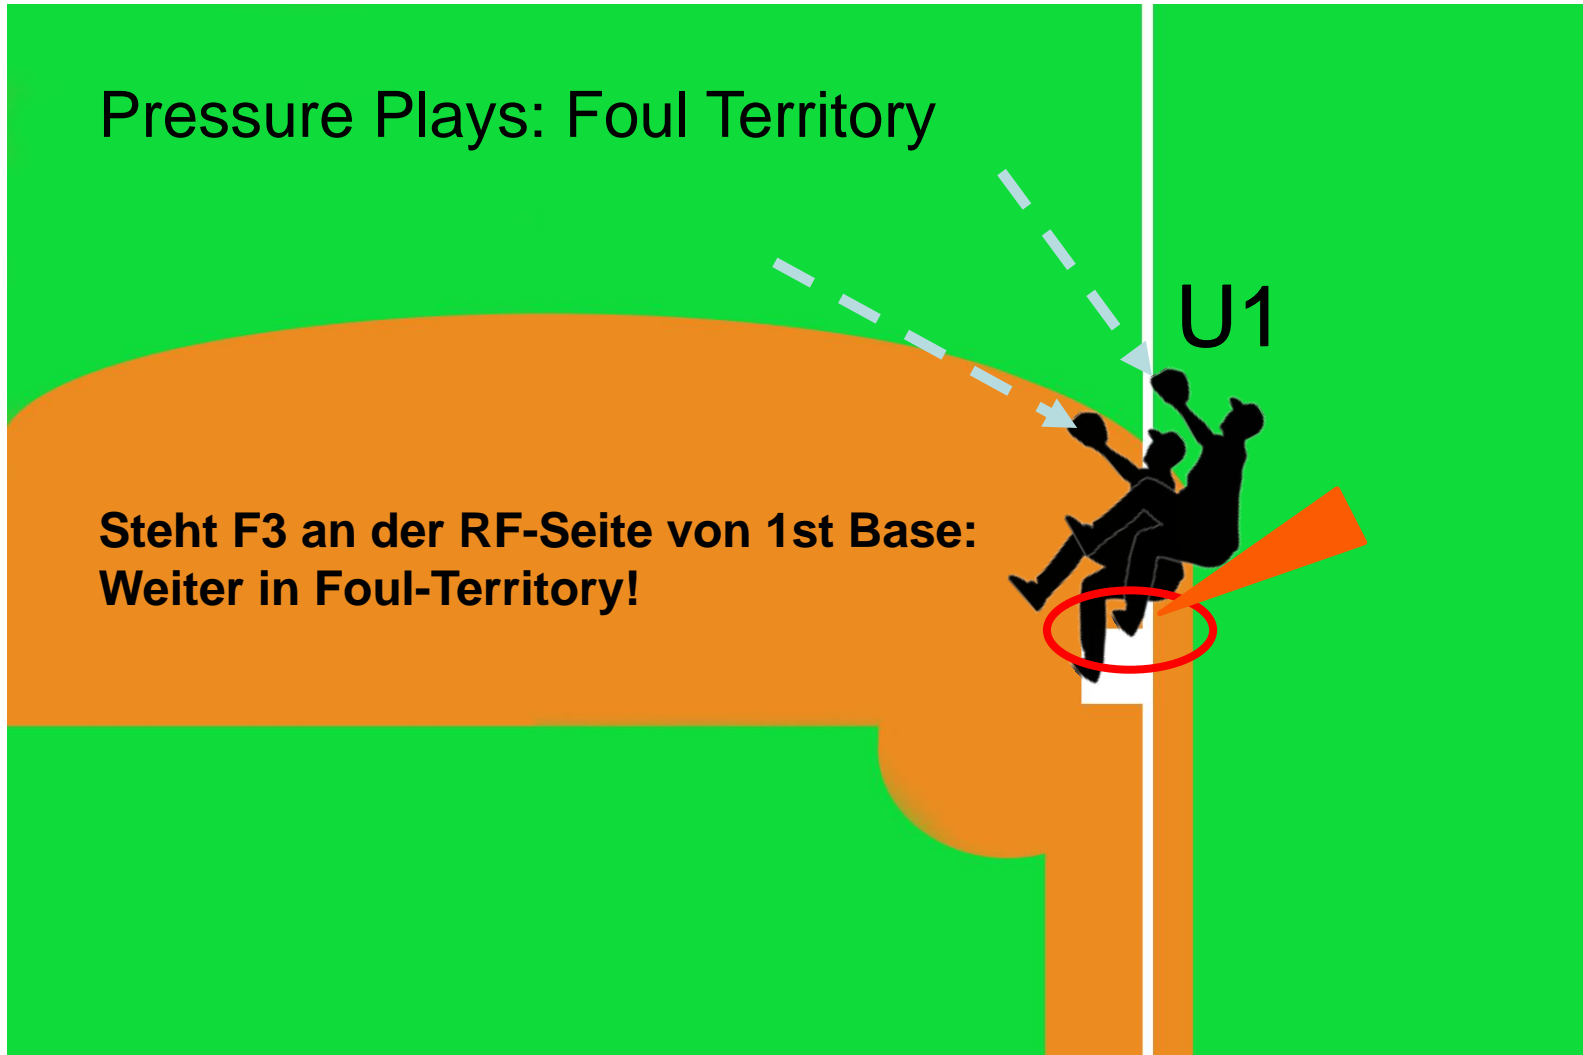 Pressure Plays: Foul Territory
U1
Steht F3 an der RF-Seite von 1st Base:
Weiter in Foul-Territory!